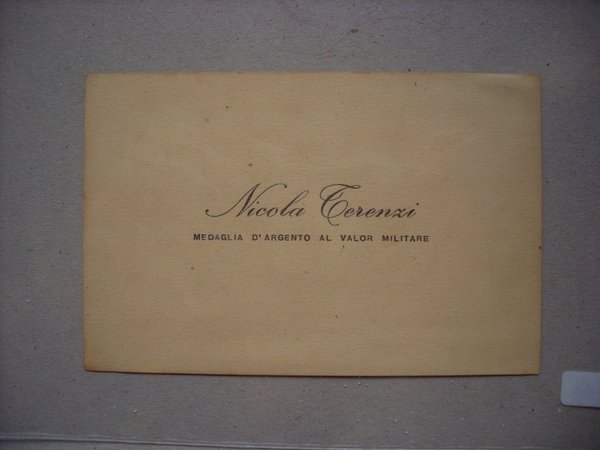 Nicola Terenzi
MEDAGLIA D'ARGENTO AL VALOR MILITARE